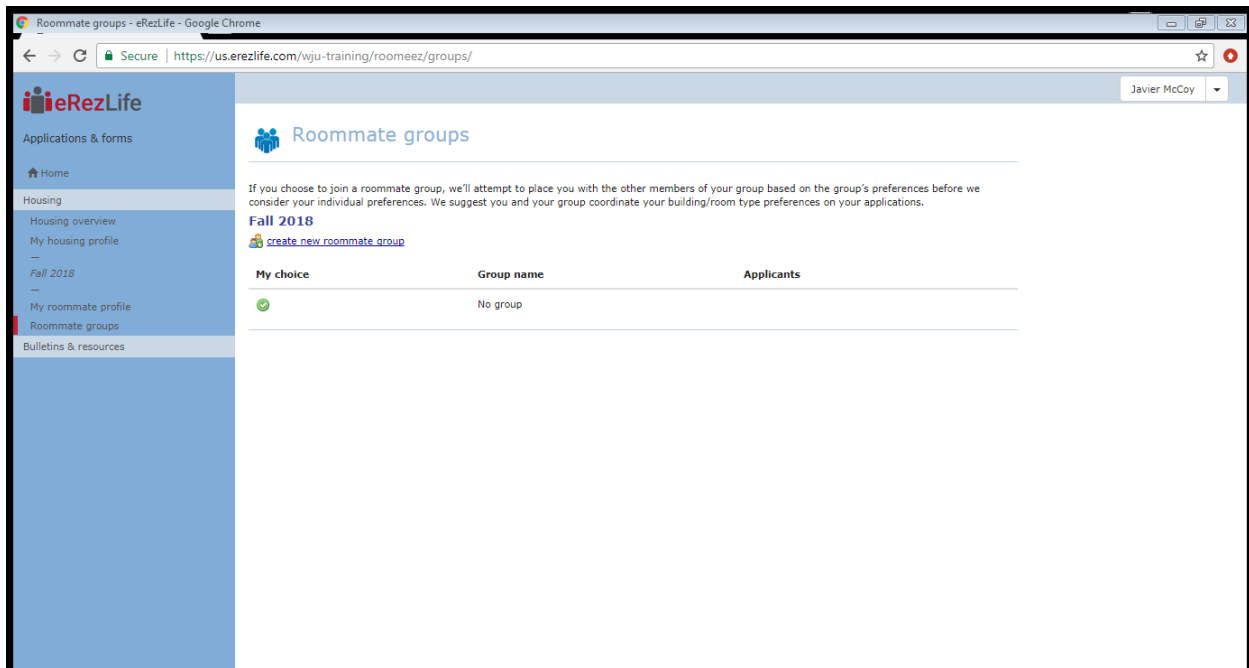 Roommate groups - eRezLife - Google Chrome
Secure | https://us.erezlife.com/wju-training/roomeez/groups/
eRezLife
Javier McCoy
Applications & forms
Home
Housing
Housing overview
My housing profile
—
Fall 2018
—
My roommate profile
Roommate groups
Bulletins & resources
Roommate groups
If you choose to join a roommate group, we'll attempt to place you with the other members of your group based on the group's preferences before we
consider your individual preferences. We suggest you and your group coordinate your building/room type preferences on your applications.
Fall 2018
create new roommate group
My choice Group name Applicants
No group